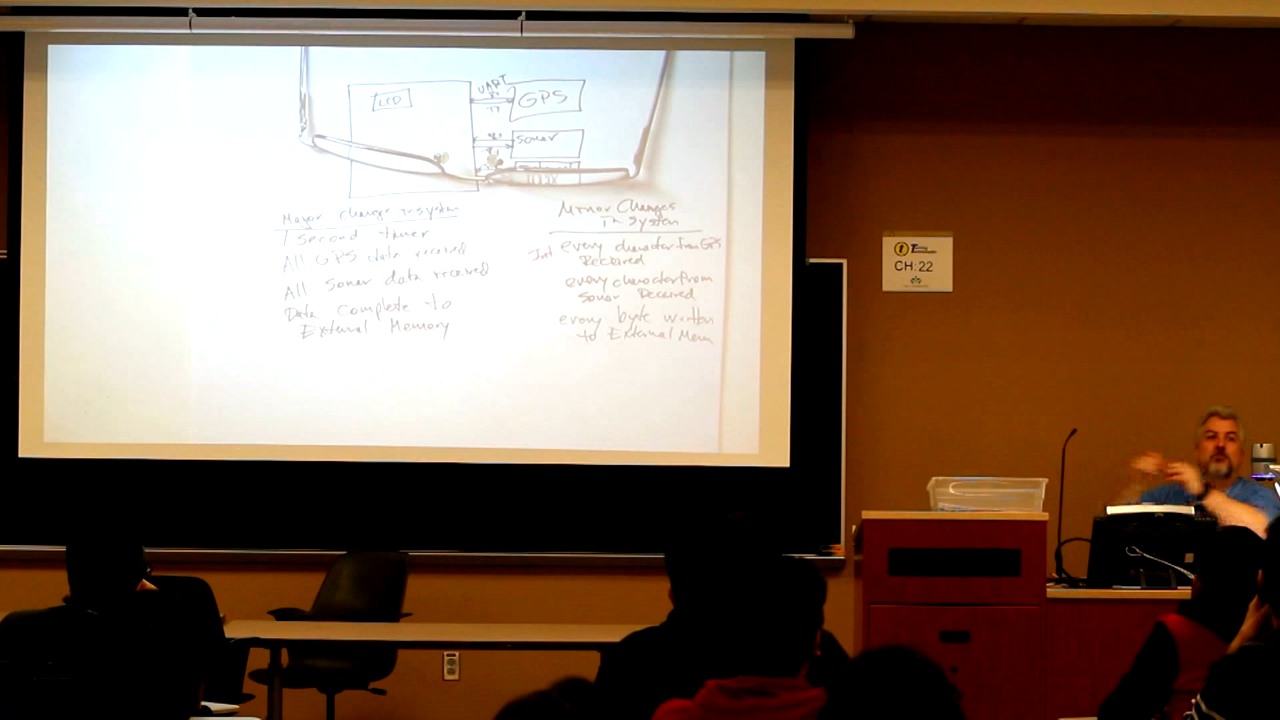 UART
LCD
GPS
sonar
Major change in system
1 second timer
All GPS data received
All sonar data received
Data Complete to
External Memory
Minor Changes
In System
Int every character from GPS
Received
every character from
sonar Received
every byte written
to External Mem
CH:22